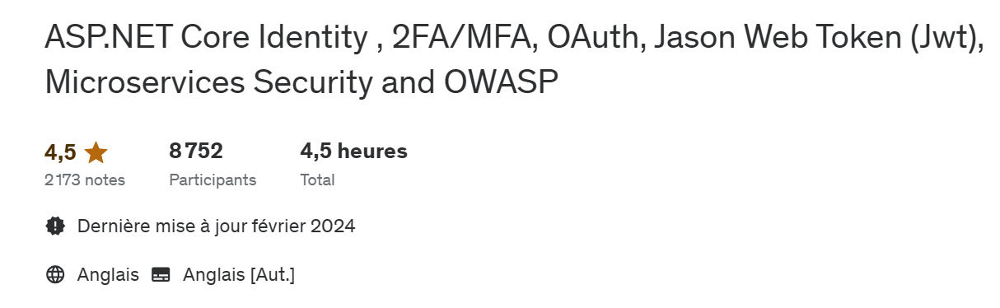 ASP.NET Core Identity , 2FA/MFA, OAuth, Jason Web Token (Jwt),
Microservices Security and OWASP
4,5 8 752 4,5 heures
2 173 notes Participants Total
Dernière mise à jour février 2024
Anglais Anglais [Aut.]